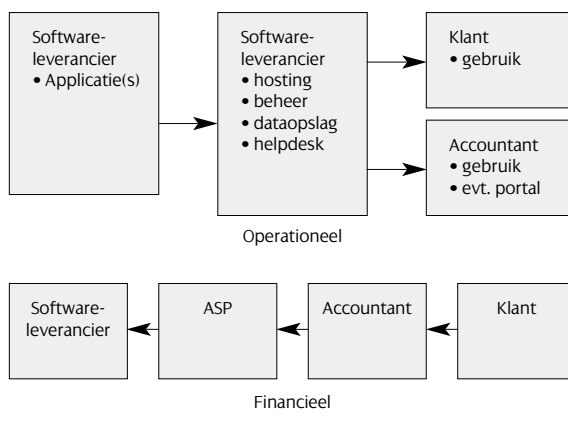 Software-
leverancier
• Applicatie(s)
Software-
leverancier
• hosting
• beheer
• dataopslag
• helpdesk
Klant
• gebruik
Accountant
• gebruik
• evt. portal
Operationeel
Software-
leverancier
ASP
Accountant
Klant
Financieel